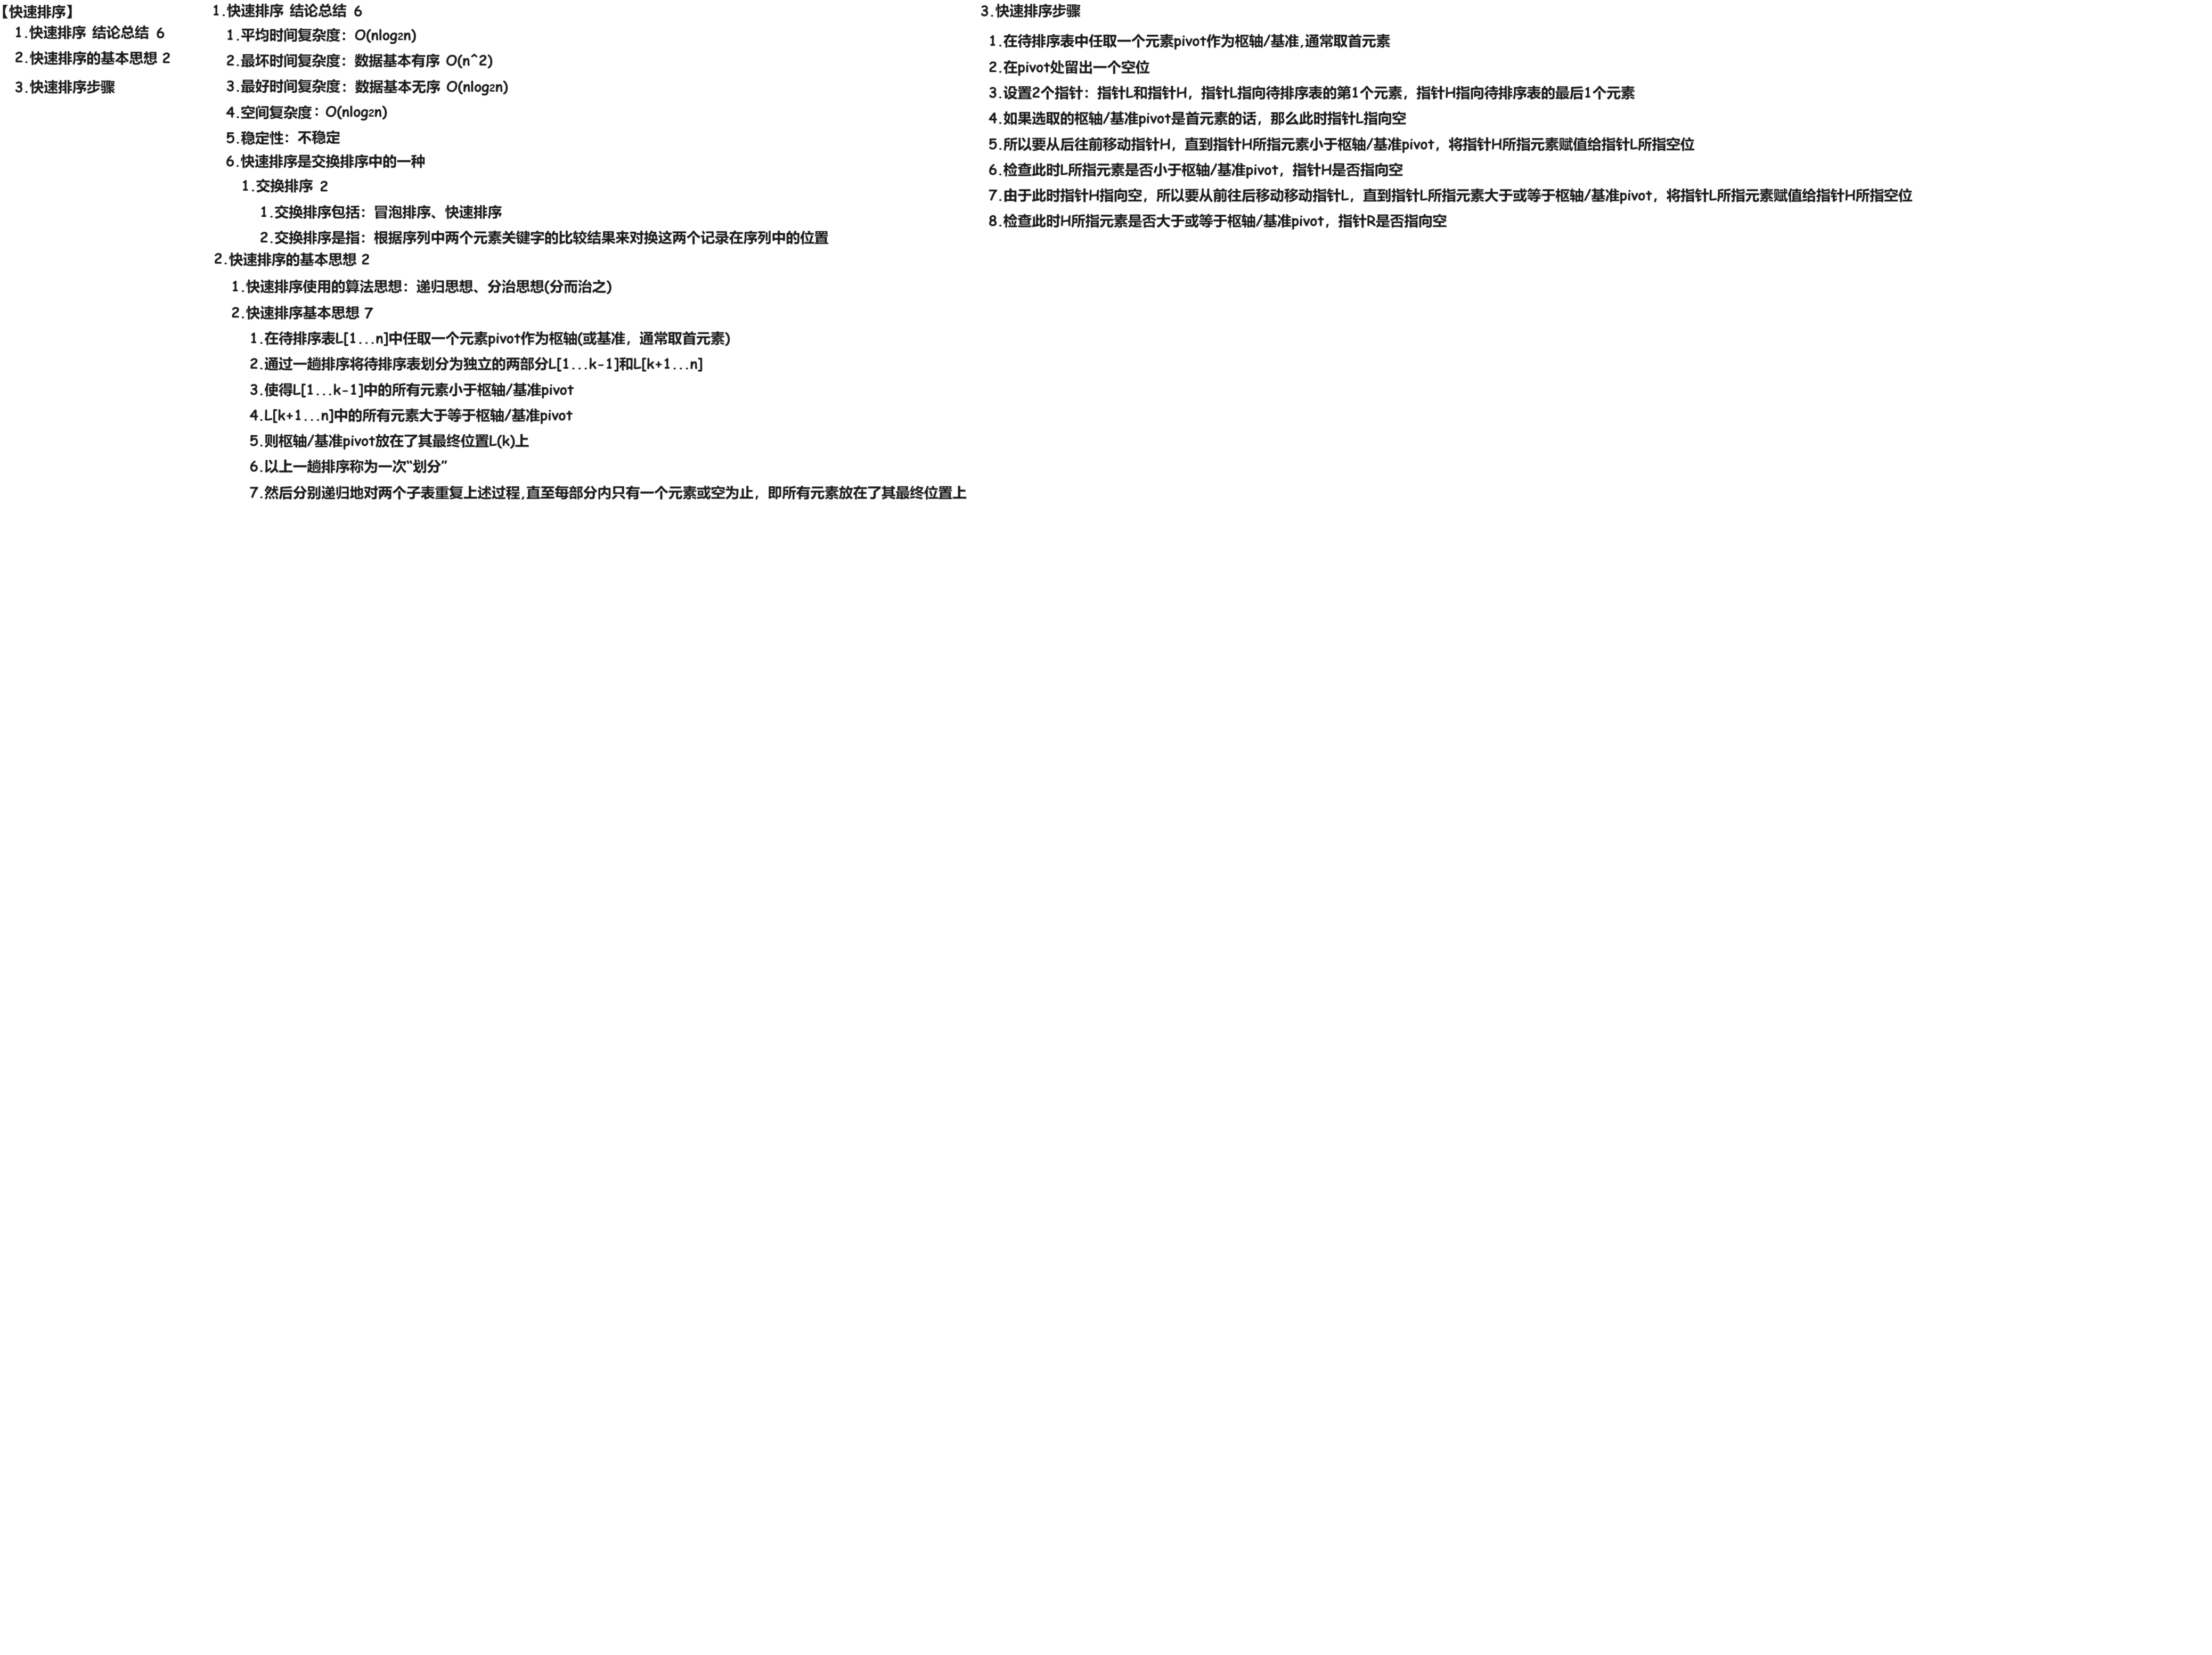 【快速排序】
1.快速排序 结论总结 6
2.快速排序的基本思想 2
3.快速排序步骤
1.快速排序 结论总结 6
1.平均时间复杂度：O(nlog2n)
2.最坏时间复杂度：数据基本有序 O(n^2)
3.最好时间复杂度：数据基本无序 O(nlog2n)
4.空间复杂度：O(nlog2n)
5.稳定性：不稳定
6.快速排序是交换排序中的一种
1.交换排序 2
1.交换排序包括：冒泡排序、快速排序
2.交换排序是指：根据序列中两个元素关键字的比较结果来对换这两个记录在序列中的位置
2.快速排序的基本思想 2
1.快速排序使用的算法思想：递归思想、分治思想(分而治之)
2.快速排序基本思想 7
1.在待排序表L[1...n]中任取一个元素pivot作为枢轴(或基准，通常取首元素)
2.通过一趟排序将待排序表划分为独立的两部分L[1...k-1]和L[k+1...n]
3.使得L[1...k-1]中的所有元素小于枢轴/基准pivot
4.L[k+1...n]中的所有元素大于等于枢轴/基准pivot
5.则枢轴/基准pivot放在了其最终位置L(k)上
6.以上一趟排序称为一次“划分”
7.然后分别递归地对两个子表重复上述过程,直至每部分内只有一个元素或空为止，即所有元素放在了其最终位置上
3.快速排序步骤
1.在待排序表中任取一个元素pivot作为枢轴/基准,通常取首元素
2.在pivot处留出一个空位
3.设置2个指针：指针L和指针H，指针L指向待排序表的第1个元素，指针H指向待排序表的最后1个元素
4.如果选取的枢轴/基准pivot是首元素的话，那么此时指针L指向空
5.所以要从后往前移动指针H，直到指针H所指元素小于枢轴/基准pivot，将指针H所指元素赋值给指针L所指空位
6.检查此时L所指元素是否小于枢轴/基准pivot，指针H是否指向空
7.由于此时指针H指向空，所以要从前往后移动移动指针L，直到指针L所指元素大于或等于枢轴/基准pivot，将指针L所指元素赋值给指针H所指空位
8.检查此时H所指元素是否大于或等于枢轴/基准pivot，指针R是否指向空